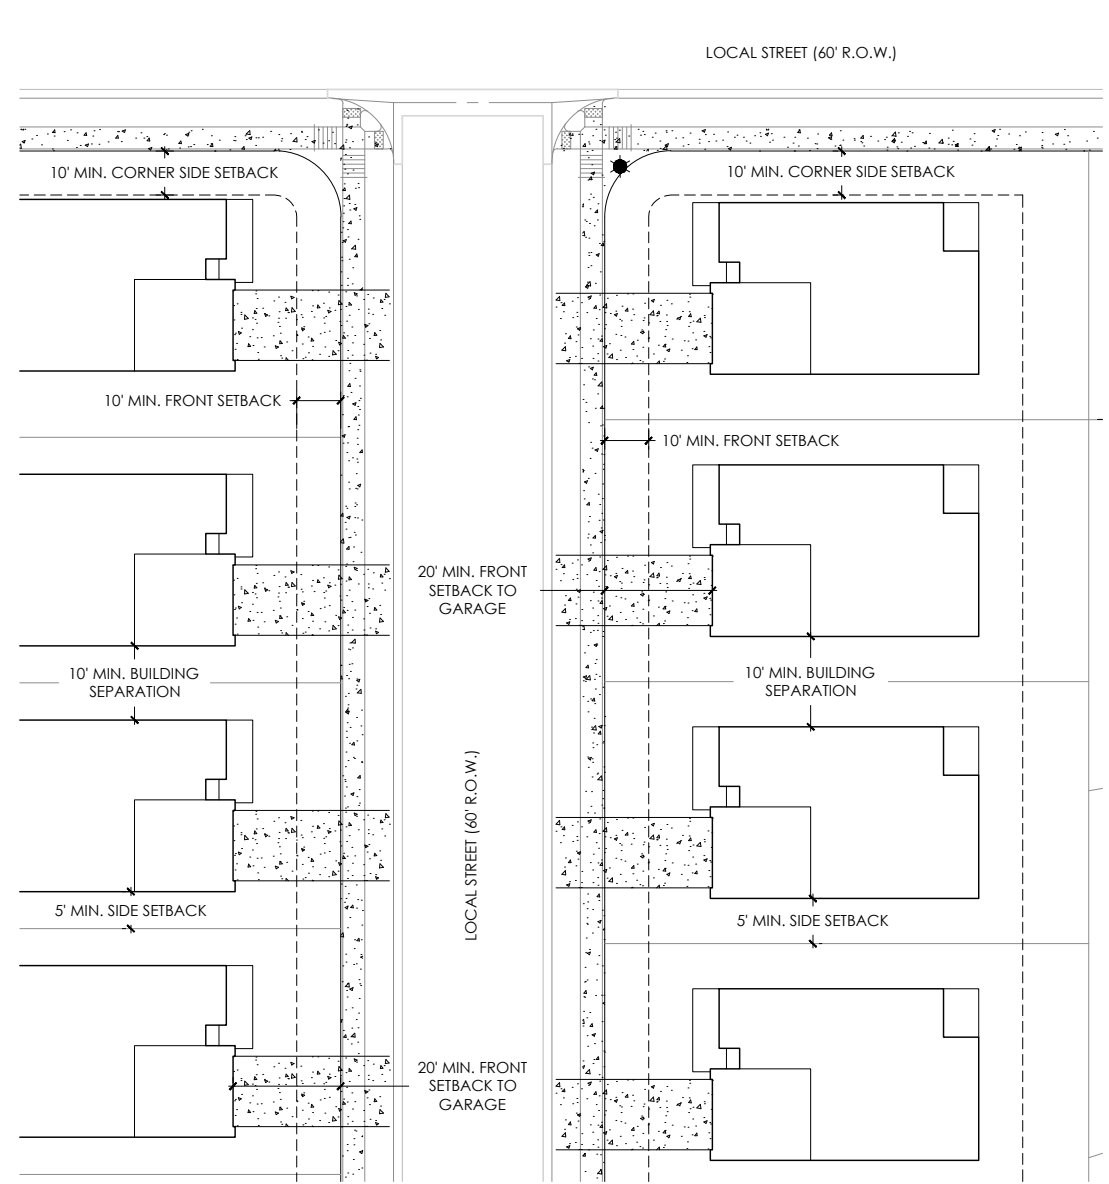 LOCAL STREET (60' R.O.W.)
10' MIN. CORNER SIDE SETBACK
10' MIN. CORNER SIDE SETBACK
10' MIN. FRONT SETBACK
10' MIN. FRONT SETBACK
20' MIN. FRONT
SETBACK TO
GARAGE
10' MIN. BUILDING
SEPARATION
10' MIN. BUILDING
SEPARATION
LOCAL STREET (60' R.O.W.)
5' MIN. SIDE SETBACK
5' MIN. SIDE SETBACK
20' MIN. FRONT
SETBACK TO
GARAGE